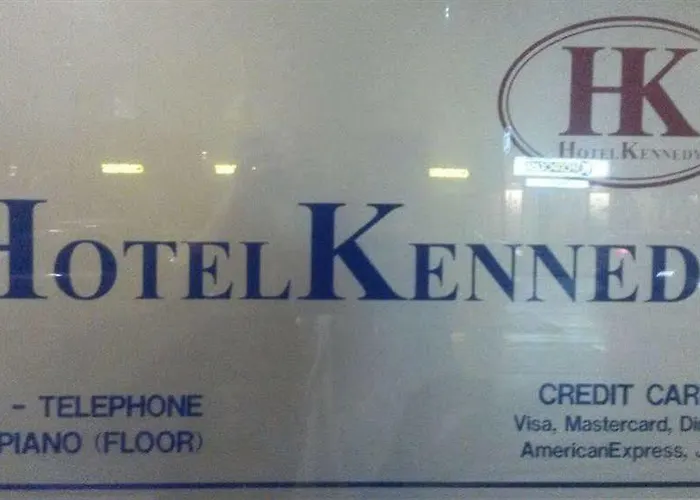 HK
HOTEL KENNEDY
HOTEL KENNED
- TELEPHONE
PIANO (FLOOR)
CREDIT CAR
Visa, Mastercard, Di
AmericanExpress, J